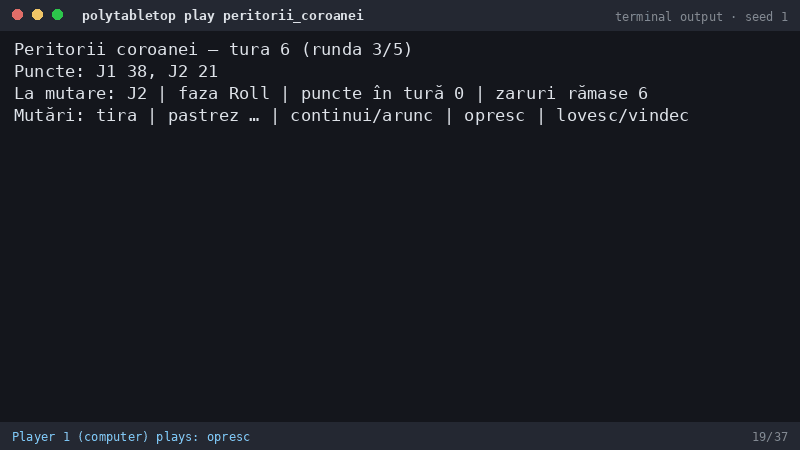 polytabletop play peritorii_coroanei
terminal output · seed 1
Peritorii coroanei — tura 6 (runda 3/5)
Puncte: J1 38, J2 21
La mutare: J2 | faza Roll | puncte în tură 0 | zaruri rămase 6
Mutări: tira | pastrez … | continui/arunc | opresc | lovesc/vindec
Player 1 (computer) plays: opresc
19/37